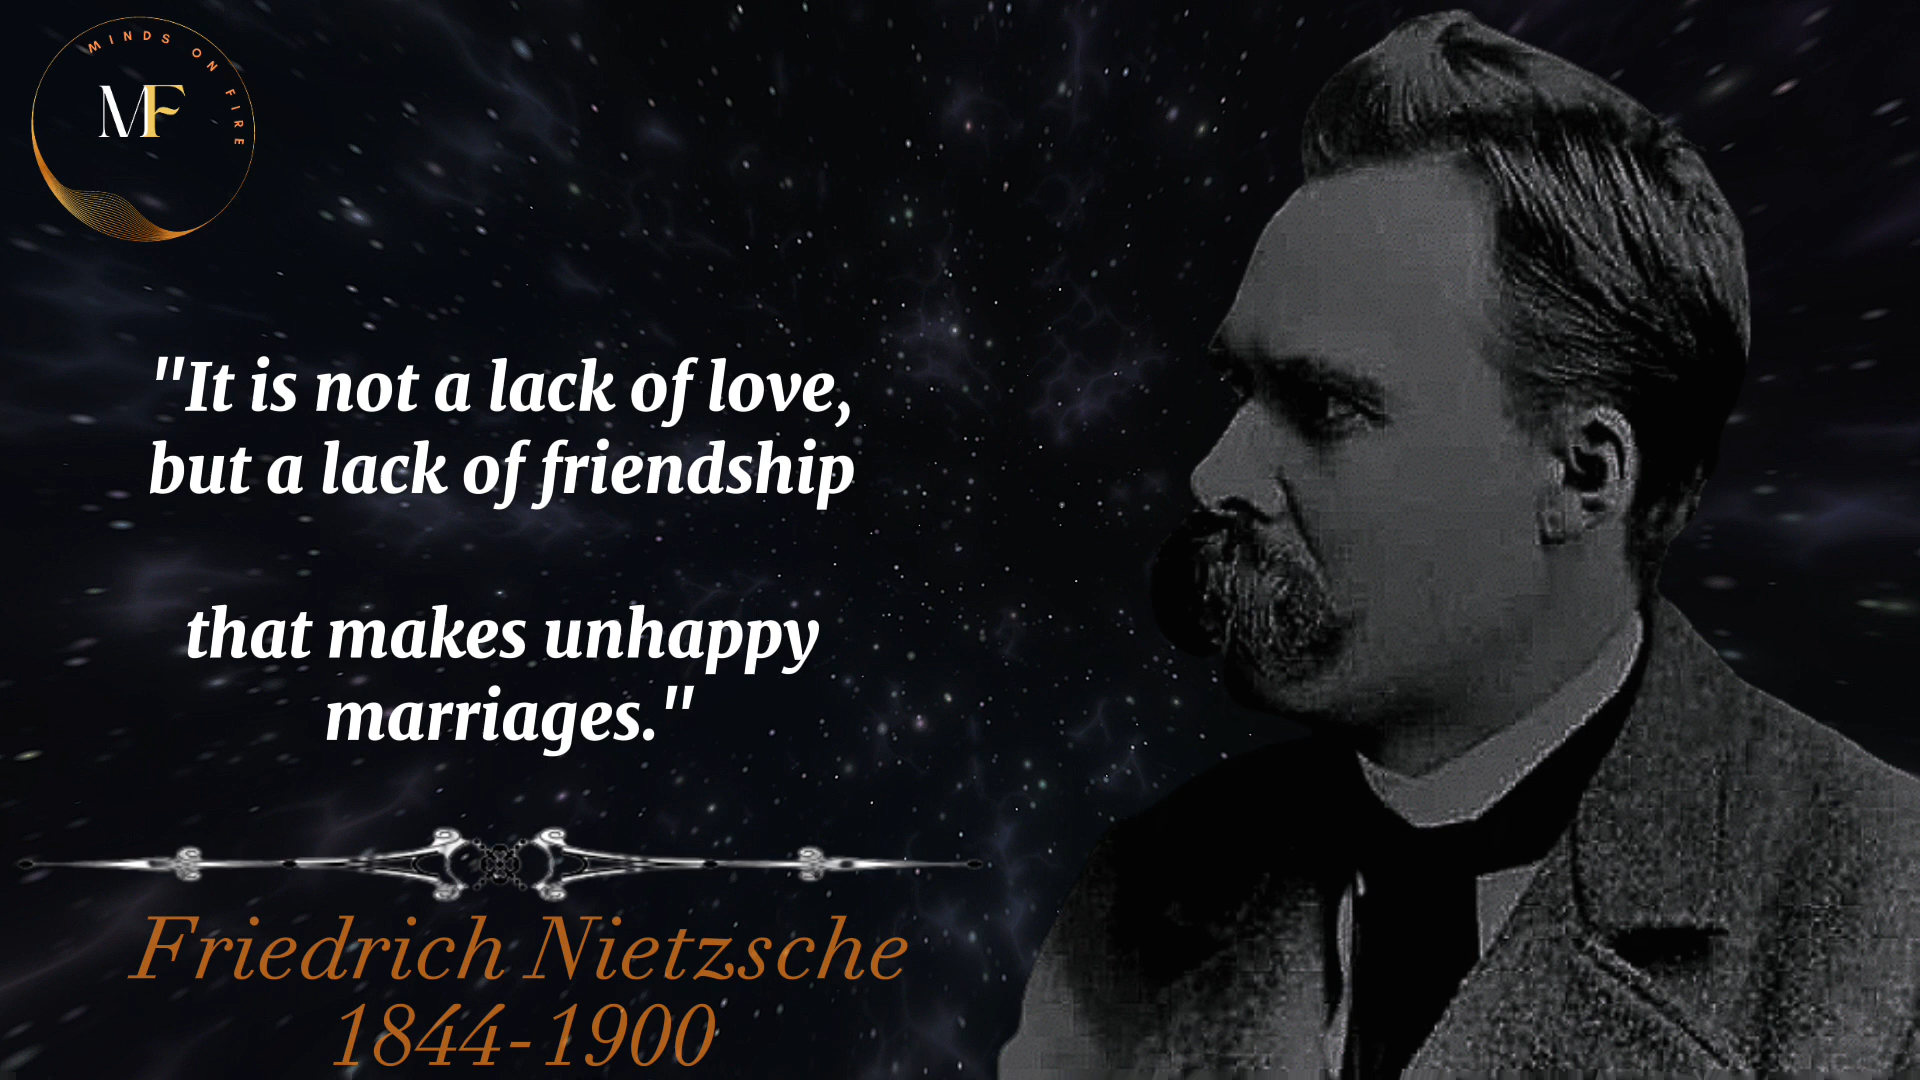 MINDS ON FIRE
MF
"It is not a lack of love,
but a lack of friendship
that makes unhappy
marriages."
Friedrich Nietzsche
1844-1900